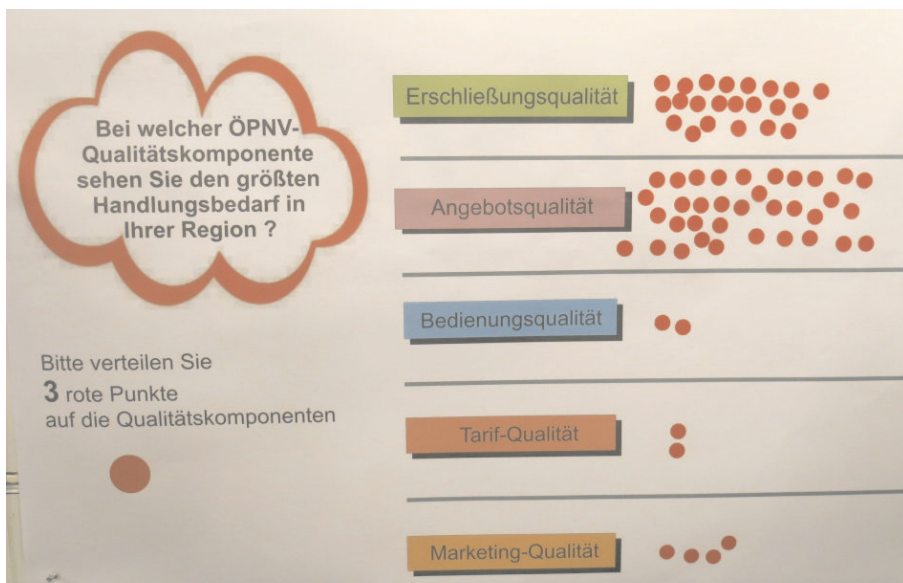 Bei welcher ÖPNV-
Qualitätskomponente
sehen Sie den größten
Handlungsbedarf in
Ihrer Region ?
Bitte verteilen Sie
3 rote Punkte
auf die Qualitätskomponenten
Erschließungsqualität
Angebotsqualität
Bedienungsqualität
Tarif-Qualität
Marketing-Qualität